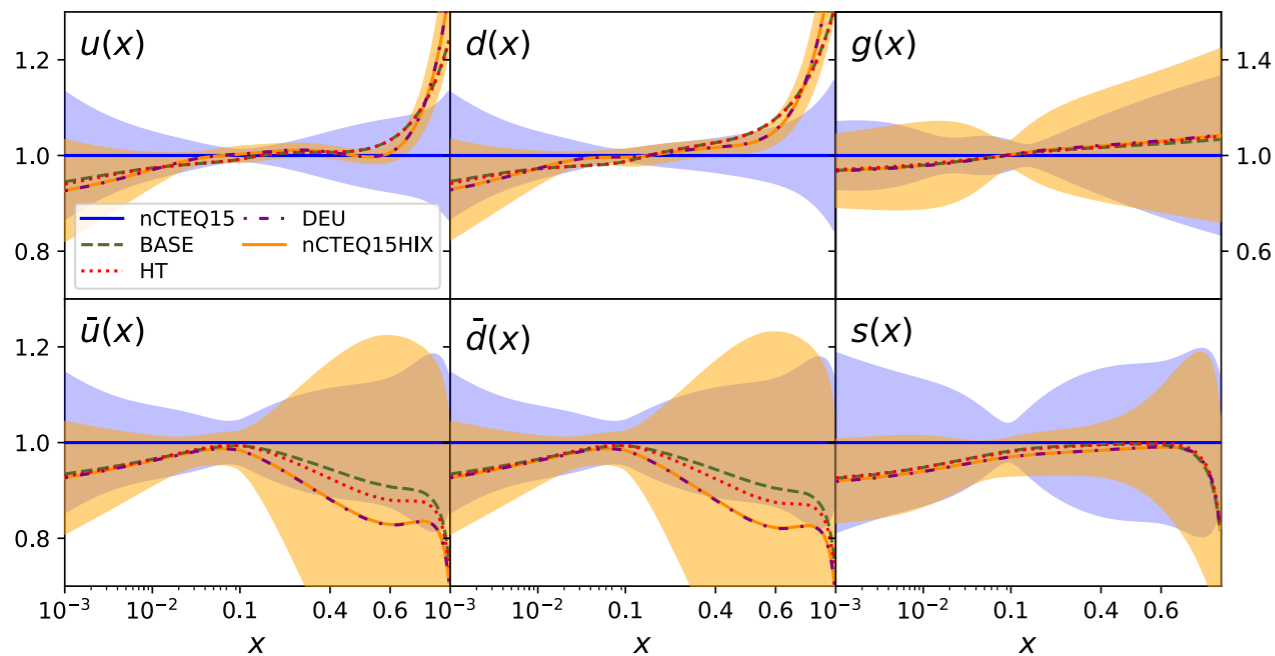 u(x) d(x) g(x)
1.2 1.4
1.0 1.0
nCTEQ15 DEU
BASE nCTEQ15HIX
HT
0.8 0.6
ū(x) d̄(x) s(x)
1.2
1.0
0.8
10⁻³ 10⁻² 0.1 0.4 0.6 10⁻³ 10⁻² 0.1 0.4 0.6 10⁻³ 10⁻² 0.1 0.4 0.6
x x x